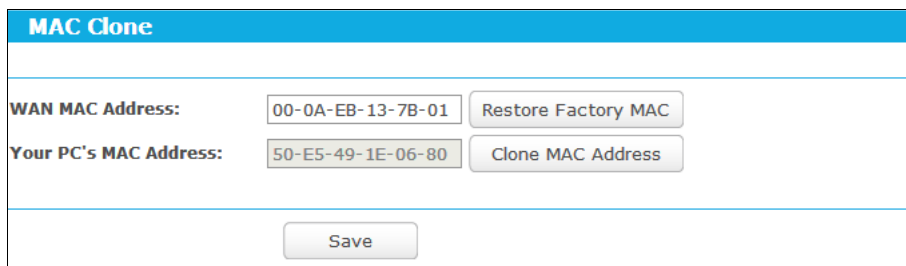 MAC Clone
WAN MAC Address: 00-0A-EB-13-7B-01 Restore Factory MAC
Your PC's MAC Address: 50-E5-49-1E-06-80 Clone MAC Address
Save